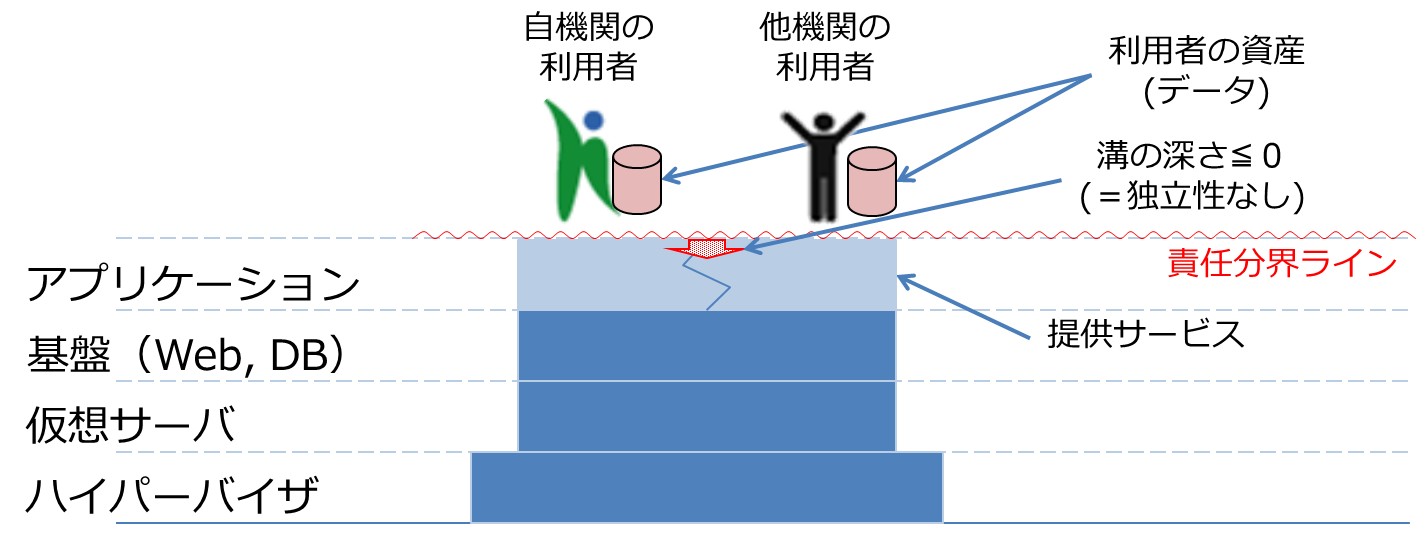 自機関の
利用者
他機関の
利用者
利用者の資産
(データ)
溝の深さ≦０
(＝独立性なし)
責任分界ライン
アプリケーション
提供サービス
基盤（Web, DB）
仮想サーバ
ハイパーバイザ